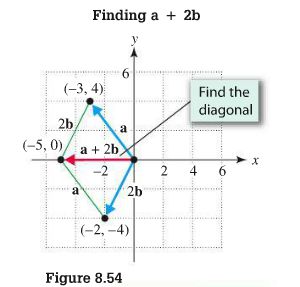 Finding a + 2b
y
6
(−3, 4)
Find the
diagonal
2b
a
(−5, 0)
a + 2b
x
−2
2
4
6
a
2b
(−2, −4)
Figure 8.54